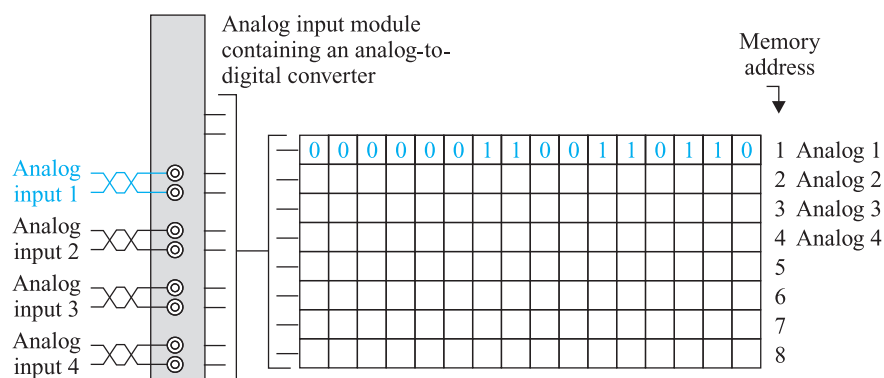 Analog input module
containing an analog-to-
digital converter
Memory
address
0 0 0 0 0 0 1 1 0 0 1 1 0 1 1 0
1 Analog 1
2 Analog 2
3 Analog 3
4 Analog 4
5
6
7
8
Analog
input 1
Analog
input 2
Analog
input 3
Analog
input 4